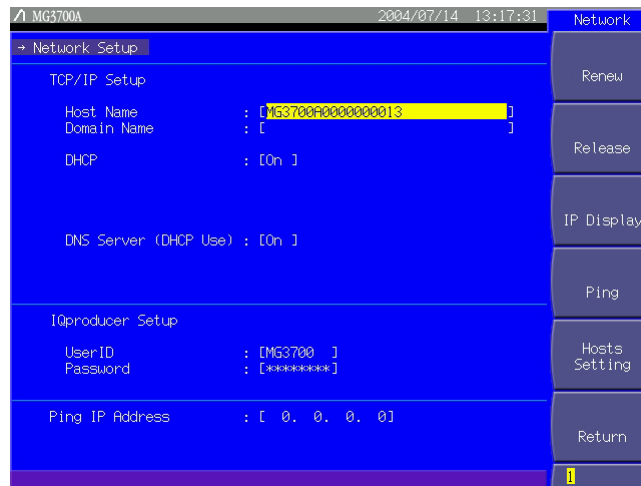 MG3700A 2004/07/14 13:17:31 Network
→ Network Setup
TCP/IP Setup
Renew
Host Name : [MG3700A0000000013 ]
Domain Name : [ ]
Release
DHCP : [On ]
IP Display
DNS Server (DHCP Use) : [On ]
Ping
IQproducer Setup
UserID : [MG3700 ]
Password : [********]
Hosts
Setting
Ping IP Address : [ 0. 0. 0. 0]
Return
1